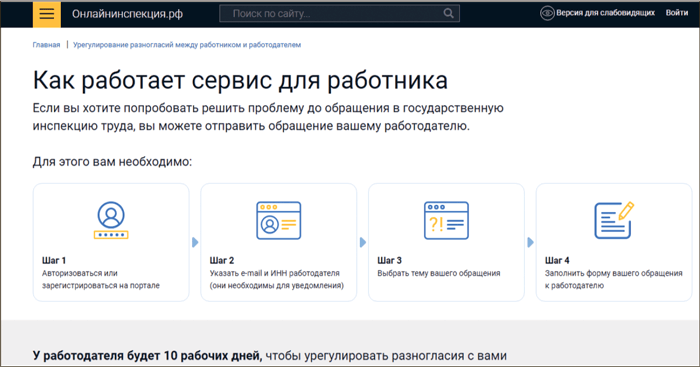 Онлайнинспекция.рф
Поиск по сайту...
Версия для слабовидящих
Войти
Главная | Урегулирование разногласий между работником и работодателем
Как работает сервис для работника
Если вы хотите попробовать решить проблему до обращения в государственную
инспекцию труда, вы можете отправить обращение вашему работодателю.
Для этого вам необходимо:
Шаг 1
Авторизоваться или
зарегистрироваться на портале
Шаг 2
Указать e-mail и ИНН работодателя
(они необходимы для уведомления)
?!
Шаг 3
Выбрать тему вашего обращения
Шаг 4
Заполнить форму вашего обращения
к работодателю
У работодателя будет 10 рабочих дней, чтобы урегулировать разногласия с вами